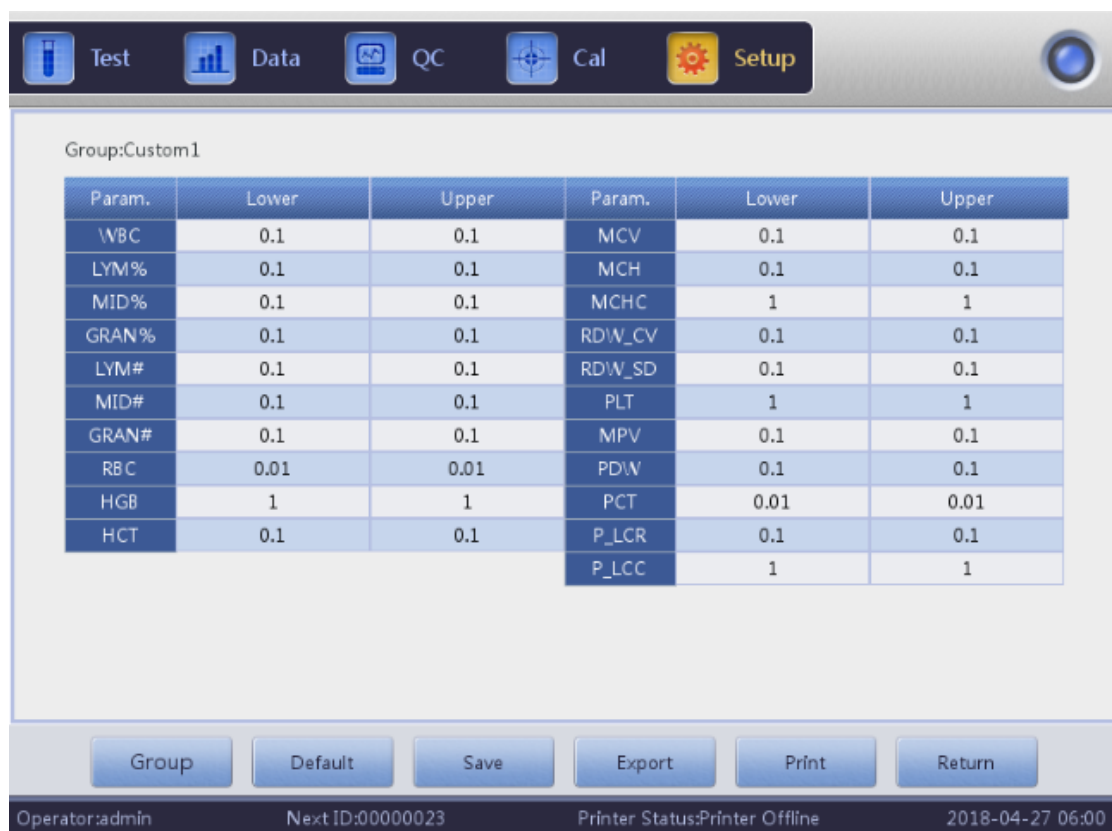 Test Data QC Cal Setup
Group:Custom1
Param. Lower Upper Param. Lower Upper
WBC 0.1 0.1 MCV 0.1 0.1
LYM% 0.1 0.1 MCH 0.1 0.1
MID% 0.1 0.1 MCHC 1 1
GRAN% 0.1 0.1 RDW_CV 0.1 0.1
LYM# 0.1 0.1 RDW_SD 0.1 0.1
MID# 0.1 0.1 PLT 1 1
GRAN# 0.1 0.1 MPV 0.1 0.1
RBC 0.01 0.01 PDW 0.1 0.1
HGB 1 1 PCT 0.01 0.01
HCT 0.1 0.1 P_LCR 0.1 0.1
P_LCC 1 1
Group Default Save Export Print Return
Operator:admin Next ID:00000023 Printer Status:Printer Offline 2018-04-27 06:00